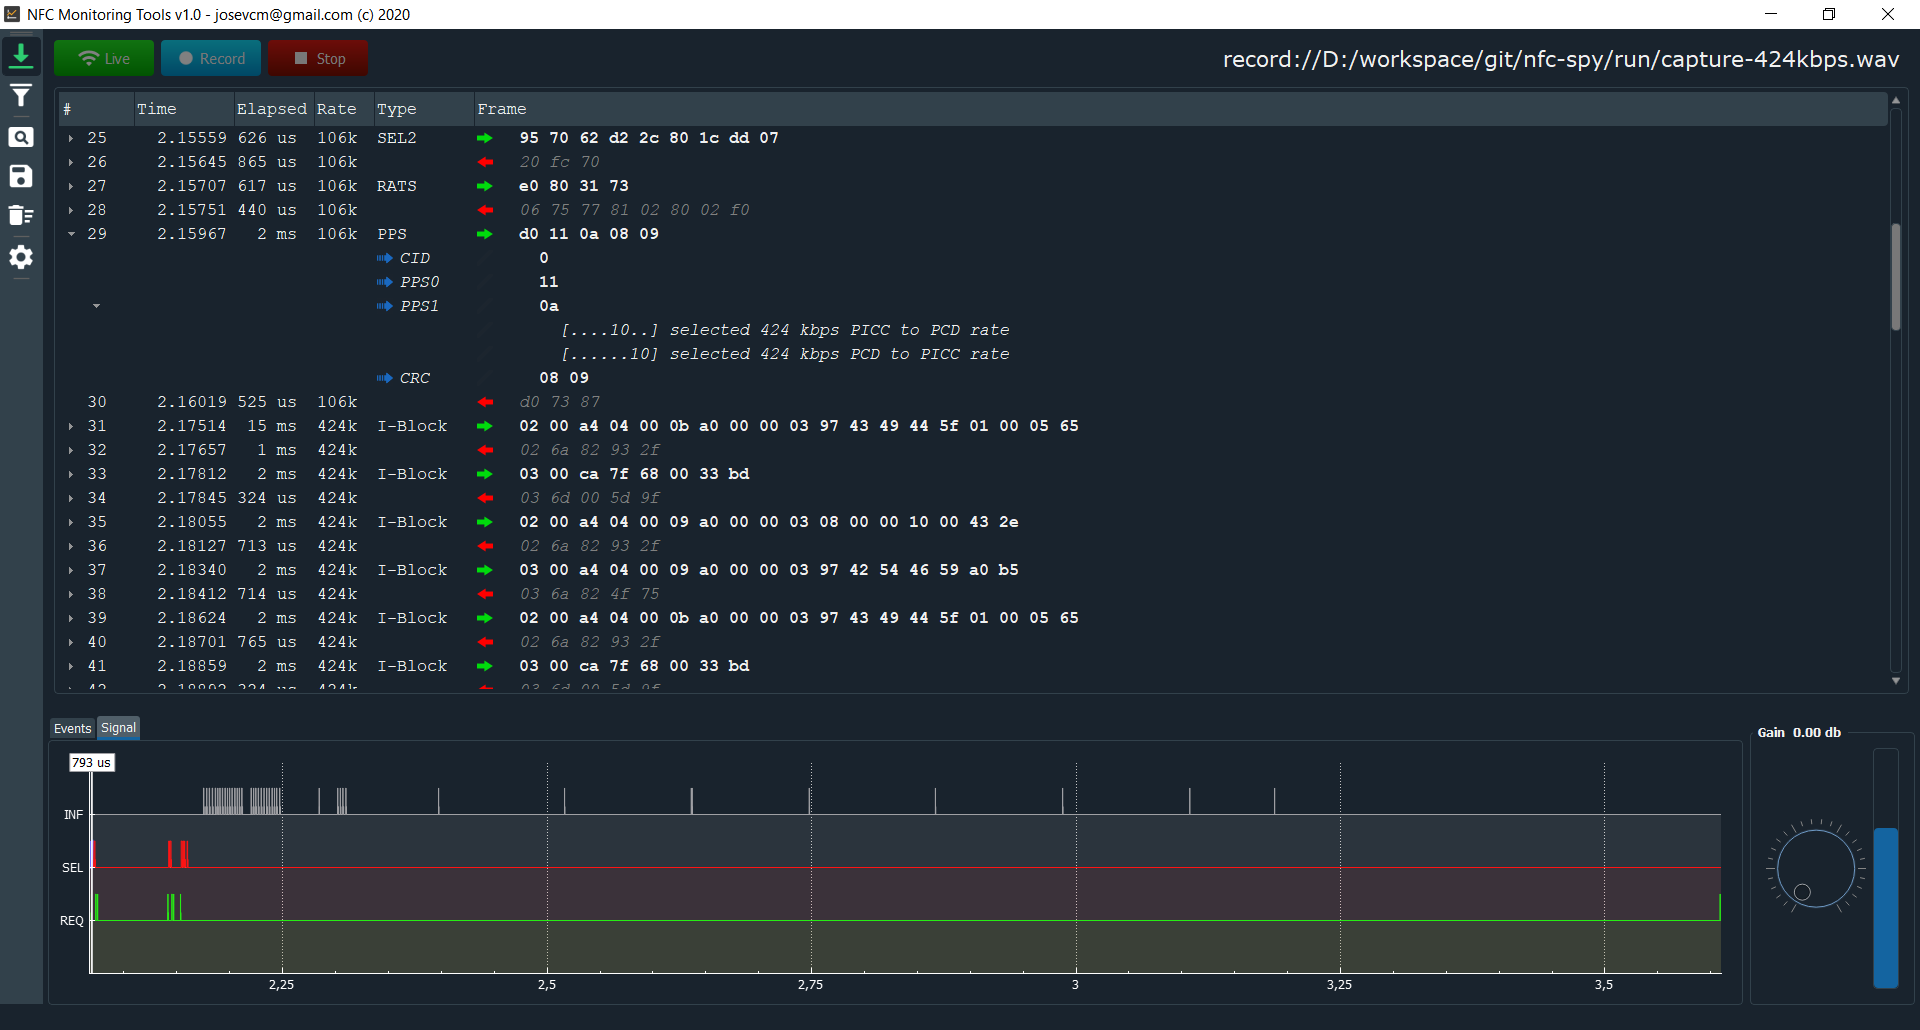 NFC Monitoring Tools v1.0 - josevcm@gmail.com (c) 2020
Live Record Stop record://D:/workspace/git/nfc-spy/run/capture-424kbps.wav
# Time Elapsed Rate Type Frame
25 2.15559 626 us 106k SEL2 95 70 62 d2 2c 80 1c dd 07
26 2.15645 865 us 106k 20 fc 70
27 2.15707 617 us 106k RATS e0 80 31 73
28 2.15751 440 us 106k 06 75 77 81 02 80 02 f0
29 2.15967 2 ms 106k PPS d0 11 0a 08 09
CID 0
PPS0 11
PPS1 0a
[....10..] selected 424 kbps PICC to PCD rate
[......10] selected 424 kbps PCD to PICC rate
CRC 08 09
30 2.16019 525 us 106k d0 73 87
31 2.17514 15 ms 424k I-Block 02 00 a4 04 00 0b a0 00 00 03 97 43 49 44 5f 01 00 05 65
32 2.17657 1 ms 424k 02 6a 82 93 2f
33 2.17812 2 ms 424k I-Block 03 00 ca 7f 68 00 33 bd
34 2.17845 324 us 424k 03 6d 00 5d 9f
35 2.18055 2 ms 424k I-Block 02 00 a4 04 00 09 a0 00 00 03 08 00 00 10 00 43 2e
36 2.18127 713 us 424k 02 6a 82 93 2f
37 2.18340 2 ms 424k I-Block 03 00 a4 04 00 09 a0 00 00 03 97 42 54 46 59 a0 b5
38 2.18412 714 us 424k 03 6a 82 4f 75
39 2.18624 2 ms 424k I-Block 02 00 a4 04 00 0b a0 00 00 03 97 43 49 44 5f 01 00 05 65
40 2.18701 765 us 424k 02 6a 82 93 2f
41 2.18859 2 ms 424k I-Block 03 00 ca 7f 68 00 33 bd
42 2.18892 324 us 424k 03 6d 00 5d 9f
Events Signal
Gain 0.00 db
793 us
INF
SEL
REQ
2,25 2,5 2,75 3 3,25 3,5